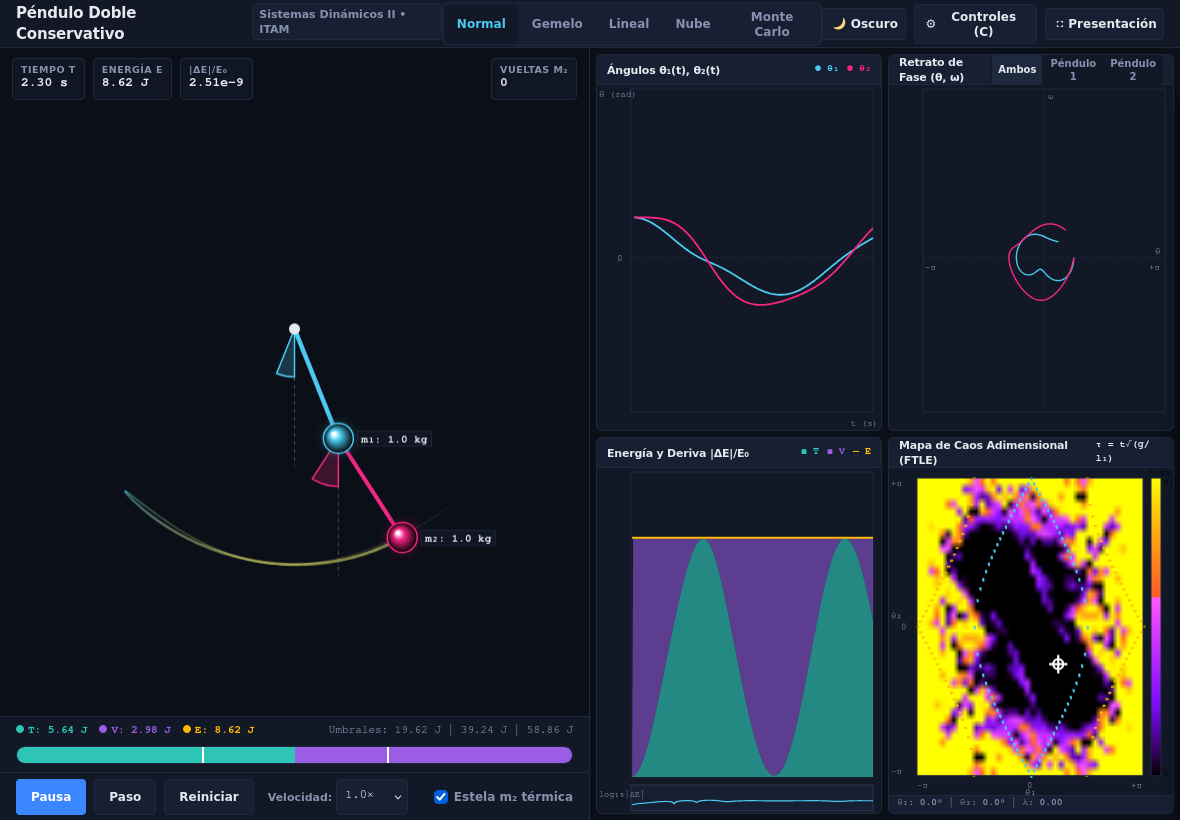 Péndulo Doble
Conservativo
Sistemas Dinámicos II •
ITAM
Normal
Gemelo
Lineal
Nube
Monte
Carlo
🌙 Oscuro
⚙ Controles
(C)
Presentación
TIEMPO T
2.30 s
ENERGÍA E
8.62 J
|ΔE|/E₀
2.51e-9
VUELTAS M₂
0
m₁: 1.0 kg
m₂: 1.0 kg
T: 5.64 J
V: 2.98 J
E: 8.62 J
Umbrales: 19.62 J | 39.24 J | 58.86 J
Pausa
Paso
Reiniciar
Velocidad:
1.0×
Estela m₂ térmica
Ángulos θ₁(t), θ₂(t)
● θ₁ ● θ₂
θ (rad)
0
t (s)
Retrato de
Fase (θ, ω)
Ambos
Péndulo
1
Péndulo
2
ω
θ
−π
+π
Energía y Deriva |ΔE|/E₀
■ T ■ V — E
log₁₀|ΔE|
Mapa de Caos Adimensional
(FTLE)
τ = t√(g/
l₁)
+π
θ₂
0
−π
−π
0
+π
θ₁
0
θ₁: 0.0° | θ₂: 0.0° | λ: 0.00